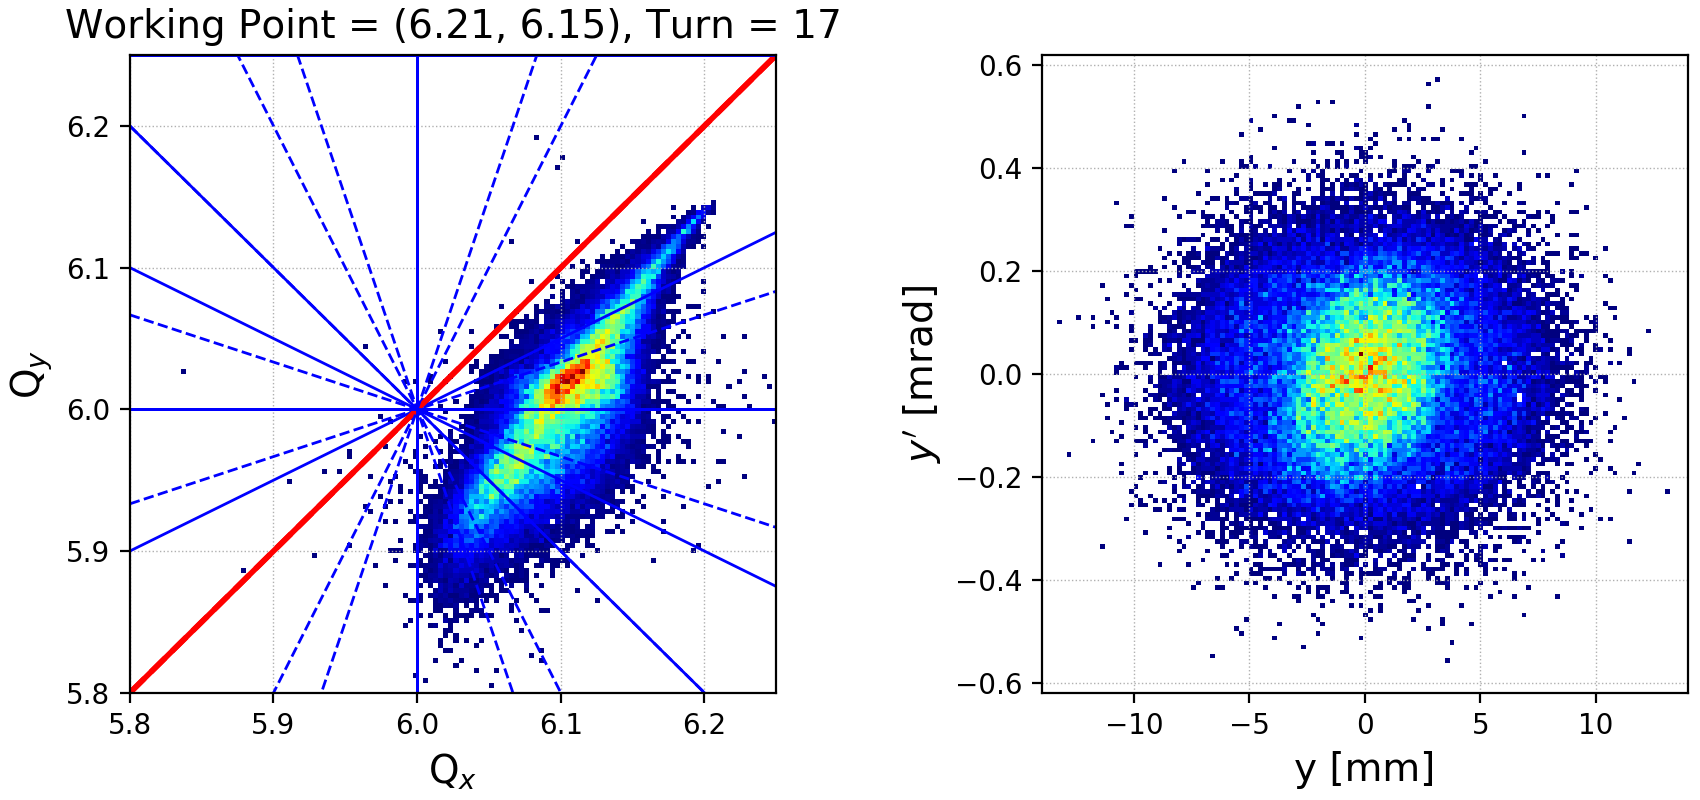 Working Point = (6.21, 6.15), Turn = 17
6.2
6.1
6.0
5.9
5.8
5.8 5.9 6.0 6.1 6.2
Qy
Qx
0.6
0.4
0.2
0.0
−0.2
−0.4
−0.6
−10 −5 0 5 10
y′ [mrad]
y [mm]